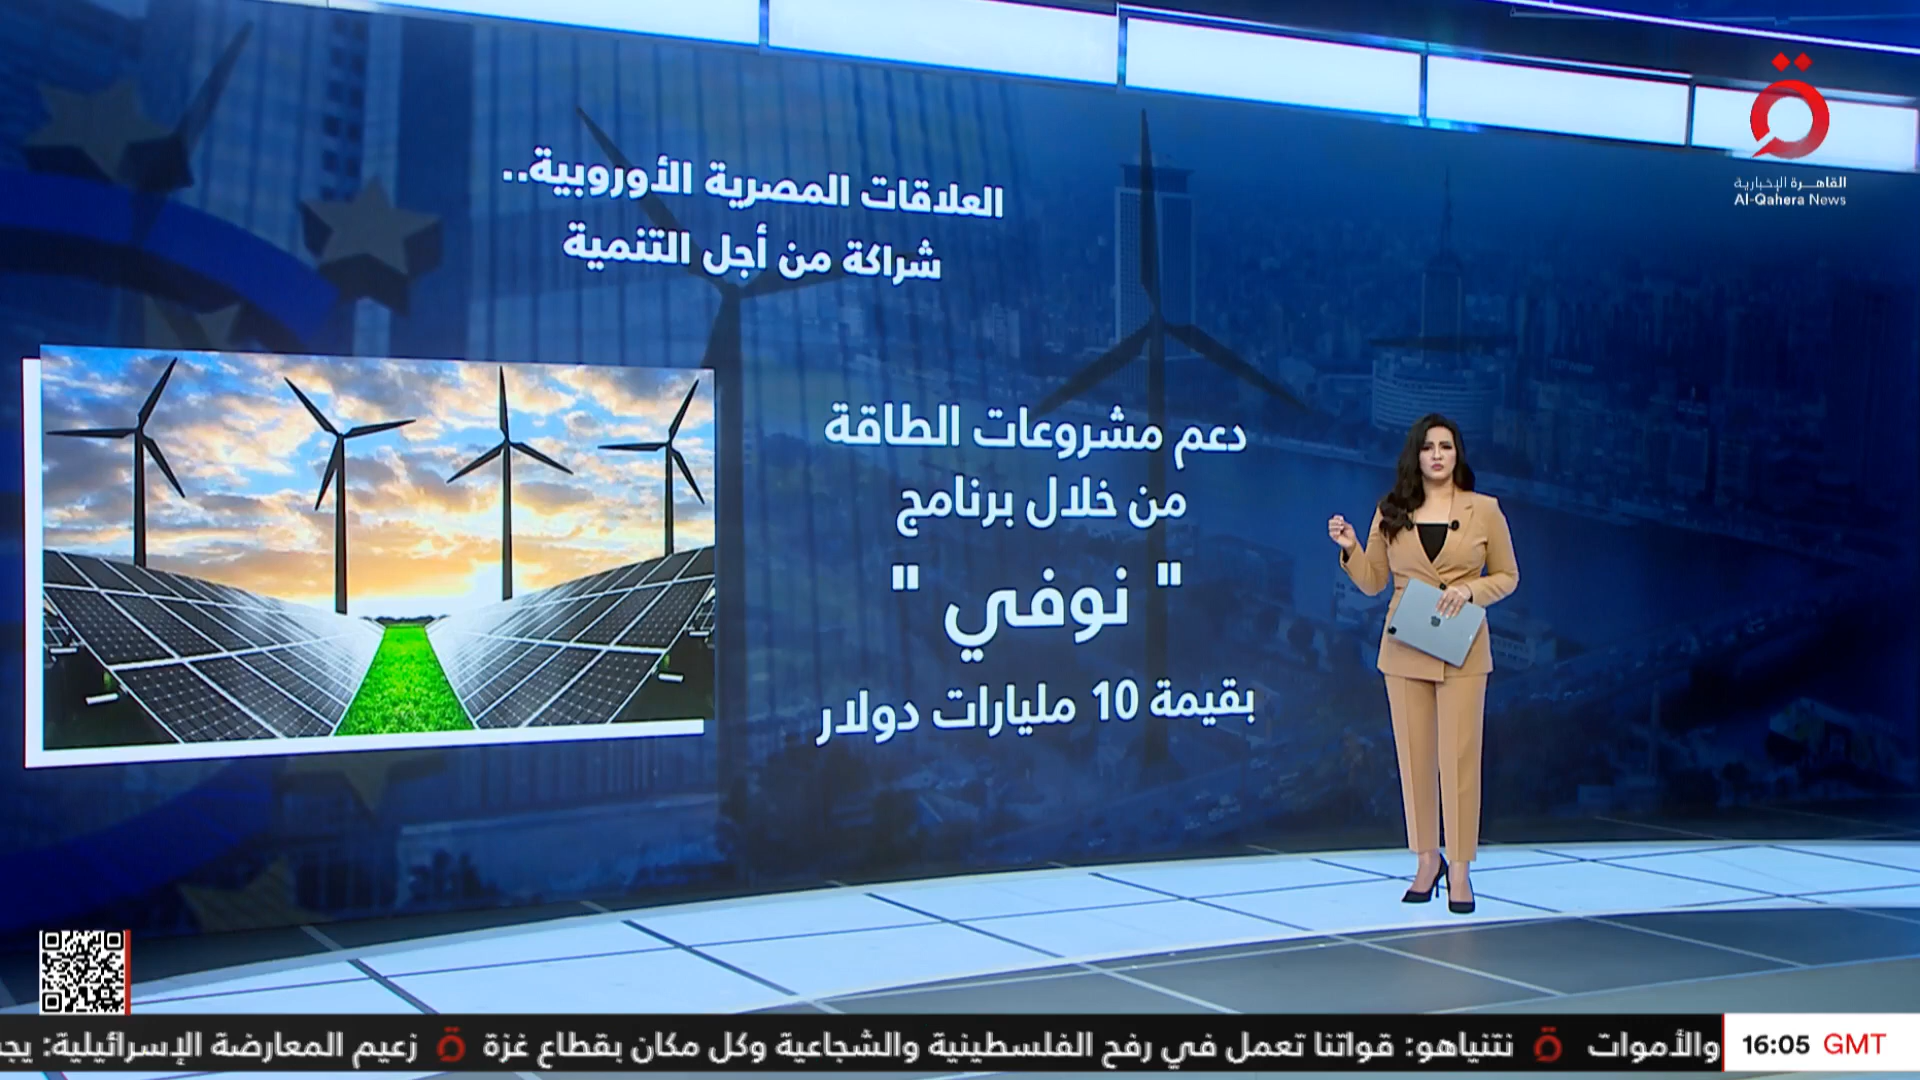 القاهرة الإخبارية
Al-Qahera News
العلاقات المصرية الأوروبية..
شراكة من أجل التنمية
دعم مشروعات الطاقة
من خلال برنامج
" نوفي "
بقيمة 10 مليارات دولار
والأموات
نتنياهو: قواتنا تعمل في رفح الفلسطينية والشجاعية وكل مكان بقطاع غزة
زعيم المعارضة الإسرائيلية:
16:05 GMT